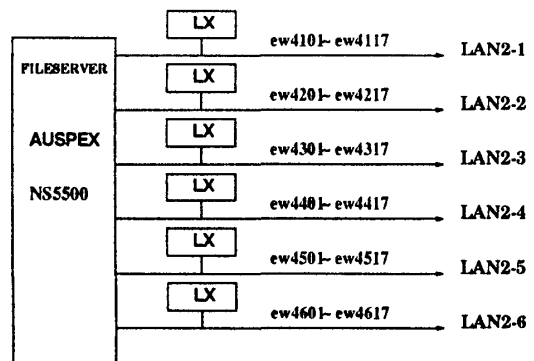 LX
ew4101~ ew4117
LAN2-1
FILESERVER
LX
ew4201~ ew4217
LAN2-2
AUSPEX
LX
ew4301~ ew4317
LAN2-3
NS5500
LX
ew4401~ ew4417
LAN2-4
LX
ew4501~ ew4517
LAN2-5
LX
ew4601~ ew4617
LAN2-6